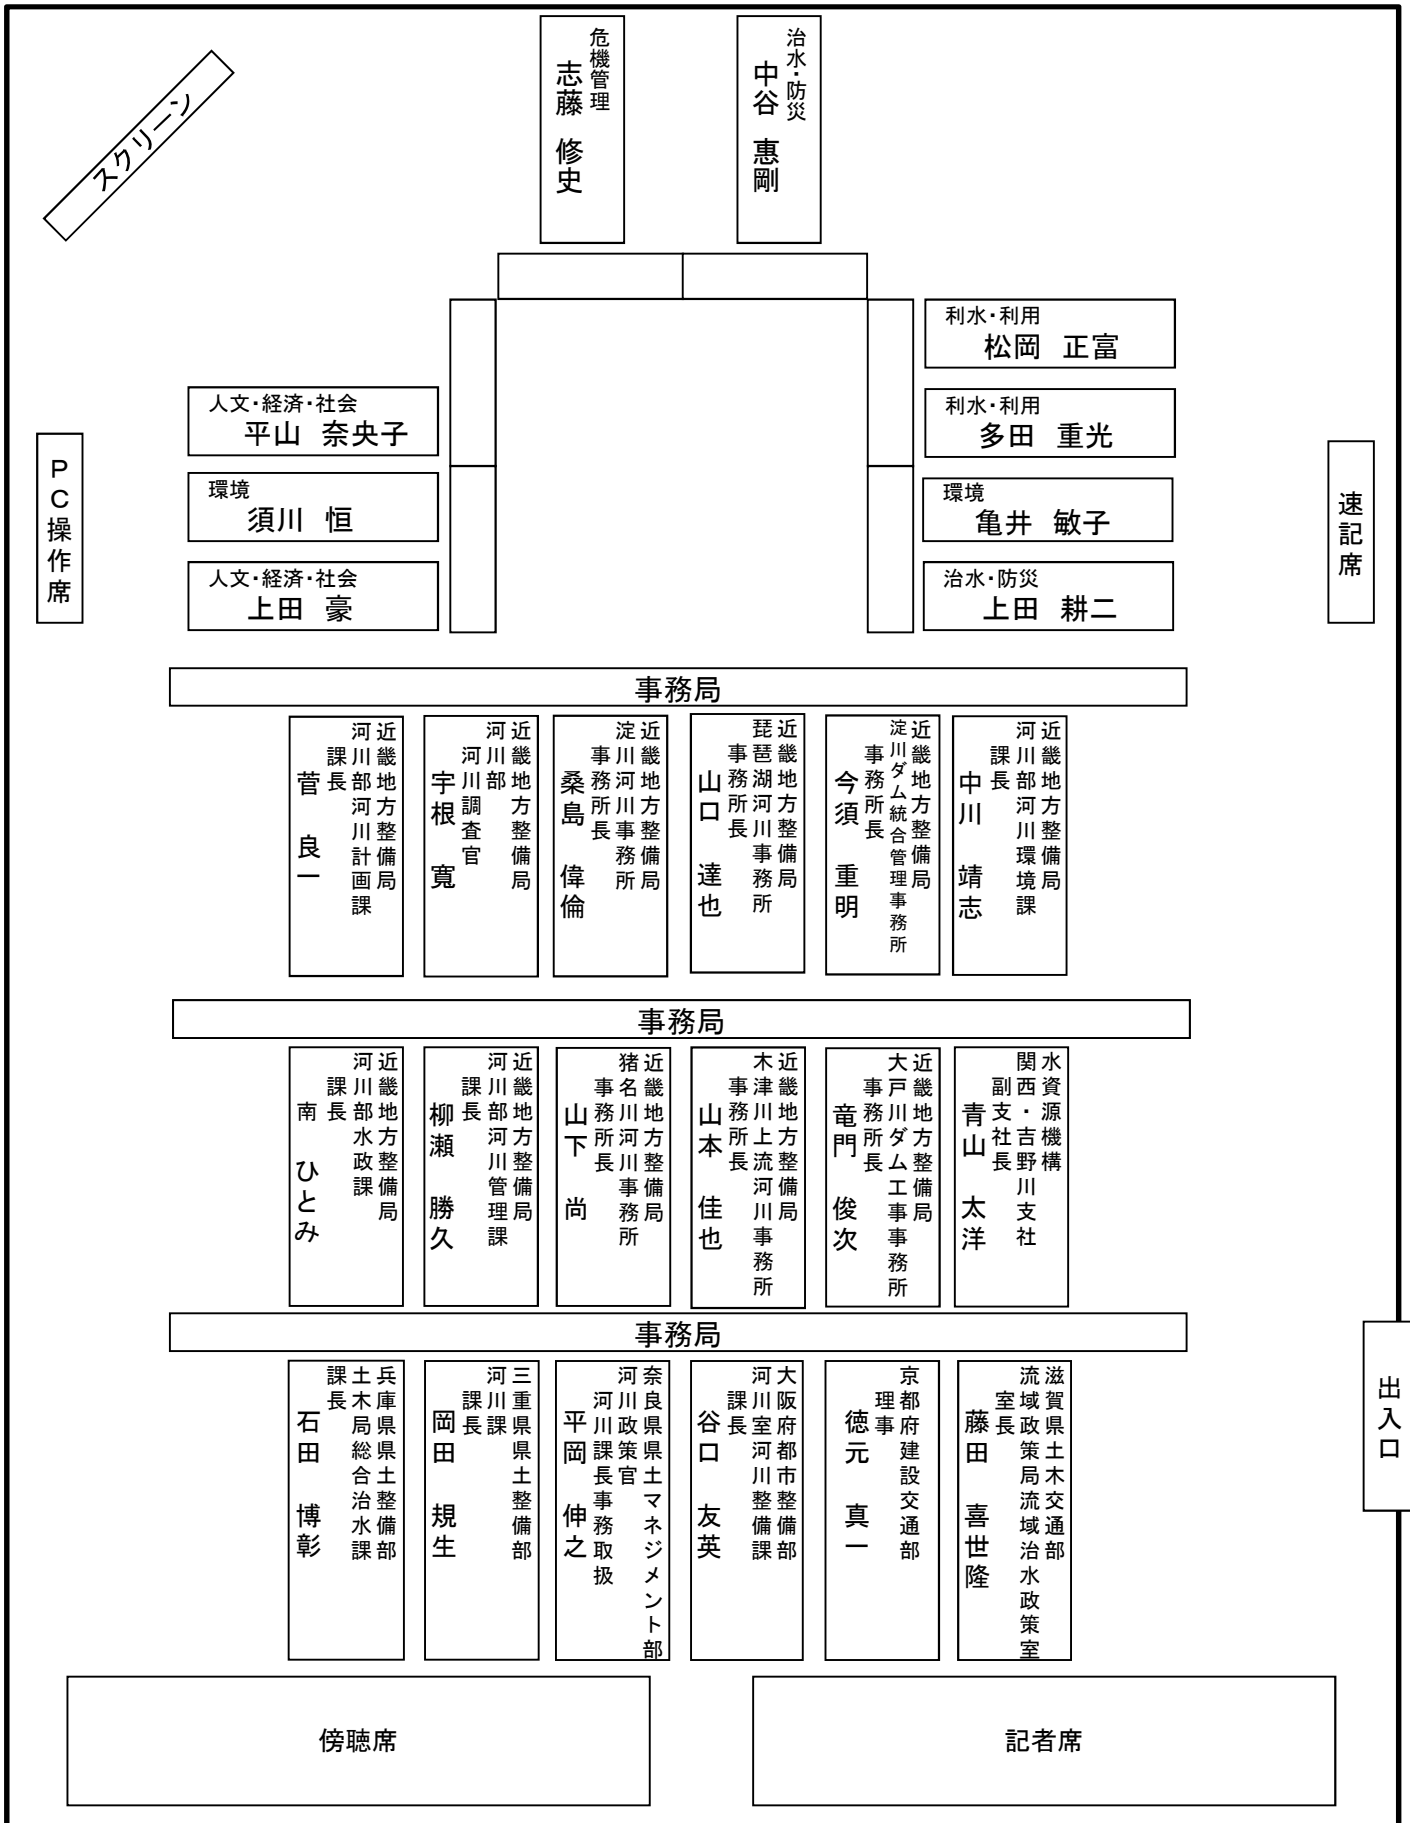 スクリーン
危機管理
志藤 修史
治水・防災
中谷 惠剛
利水・利用
松岡 正富
人文・経済・社会
平山 奈央子
利水・利用
多田 重光
PC操作席
環境
須川 恒
環境
亀井 敏子
速記席
人文・経済・社会
上田 豪
治水・防災
上田 耕二
事務局
近畿地方整備局
河川部河川計画課
課長
菅 良一
近畿地方整備局
河川部
河川調査官
宇根 寛
近畿地方整備局
淀川河川事務所
事務所長
桑島 偉倫
近畿地方整備局
琵琶湖河川事務所
事務所長
山口 達也
近畿地方整備局
淀川ダム統合管理事務所
事務所長
今須 重明
近畿地方整備局
河川部河川環境課
課長
中川 靖志
事務局
近畿地方整備局
河川部水政課
課長
南 ひとみ
近畿地方整備局
河川部河川管理課
課長
柳瀬 勝久
近畿地方整備局
猪名川河川事務所
事務所長
山下 尚
近畿地方整備局
木津川上流河川事務所
事務所長
山本 佳也
近畿地方整備局
大戸川ダム工事事務所
事務所長
竜門 俊次
水資源機構
関西・吉野川支社
副支社長
青山 太洋
事務局
兵庫県県土整備部
土木局総合治水課
課長
石田 博彰
三重県県土整備部
河川課
課長
岡田 規生
奈良県県土マネジメント部
河川政策官
河川課長事務取扱
平岡 伸之
大阪府都市整備部
河川室河川整備課
課長
谷口 友英
京都府建設交通部
理事
徳元 真一
滋賀県土木交通部
流域政策局流域治水政策室
室長
藤田 喜世隆
出入口
傍聴席
記者席